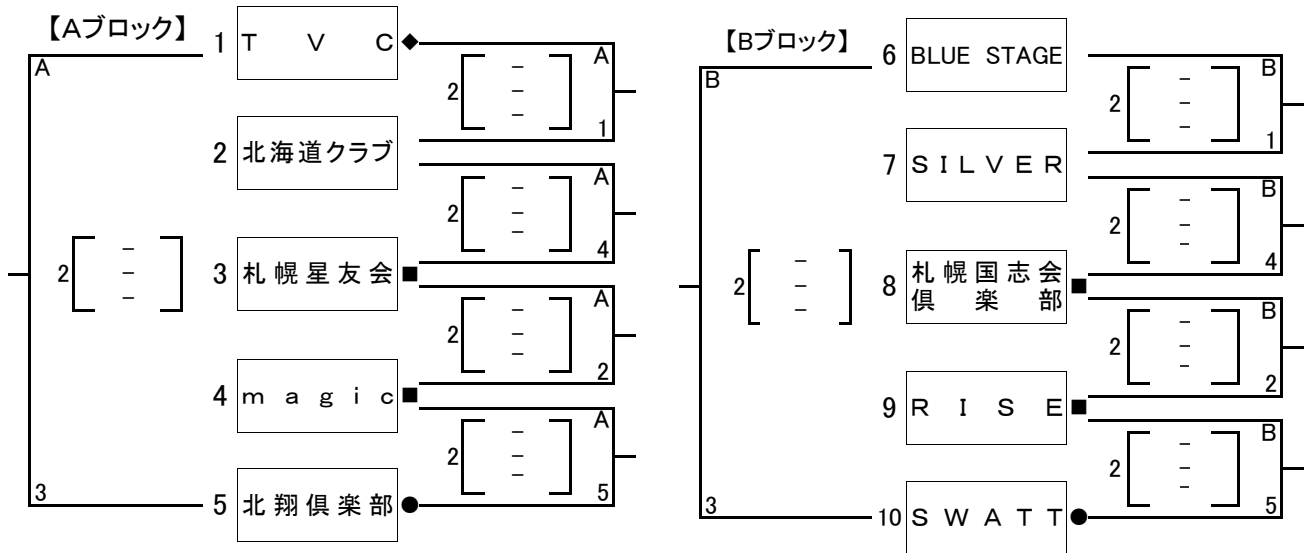 【Aブロック】
1 T V C ◆
2 北海道クラブ
3 札幌星友会 ■
4 magic ■
5 北翔倶楽部 ●
A
3
2 [ - - - ]
A
2 [ - - - ]
1
A
2 [ - - - ]
4
A
2 [ - - - ]
2
A
2 [ - - - ]
5
【Bブロック】
6 BLUE STAGE
7 SILVER
8 札幌国志会
倶楽部 ■
9 RISE ■
10 SWATT ●
B
3
2 [ - - - ]
B
2 [ - - - ]
1
B
2 [ - - - ]
4
B
2 [ - - - ]
2
B
2 [ - - - ]
5